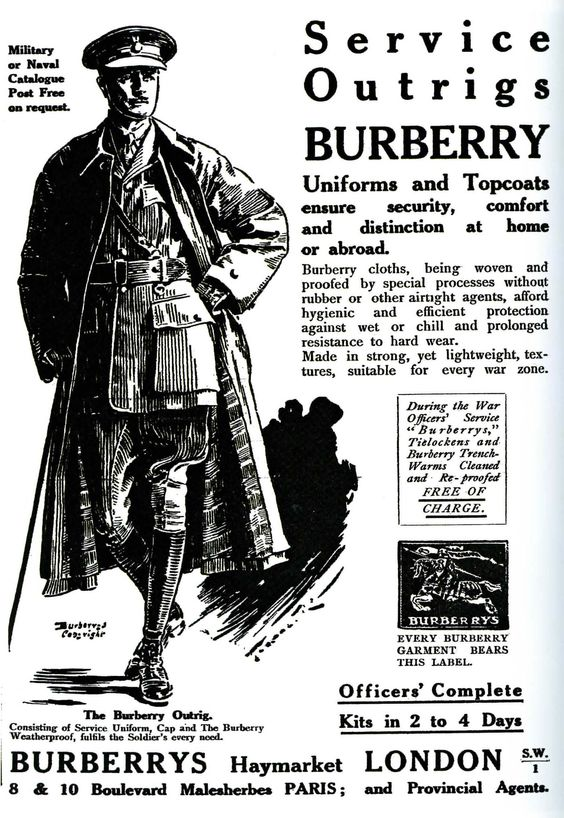 Military
or Naval
Catalogue
Post Free
on request.
Service
Outrigs
BURBERRY
Uniforms and Topcoats
ensure security, comfort
and distinction at home
or abroad.
Burberry cloths, being woven and
proofed by special processes without
rubber or other airtight agents, afford
hygienic and efficient protection
against wet or chill and prolonged
resistance to hard wear.
Made in strong, yet lightweight, tex-
tures, suitable for every war zone.
During the War
Officers' Service
"Burberrys,"
Tielockens and
Burberry Trench-
Warms Cleaned
and Re-proofed
FREE OF
CHARGE.
BURBERRYS
EVERY BURBERRY
GARMENT BEARS
THIS LABEL.
Burberrys
Copyright
Officers' Complete
Kits in 2 to 4 Days
The Burberry Outrig.
Consisting of Service Uniform, Cap and The Burberry
Weatherproof, fulfils the Soldier's every need.
BURBERRYS Haymarket LONDON S.W. 1
8 & 10 Boulevard Malesherbes PARIS; and Provincial Agents.